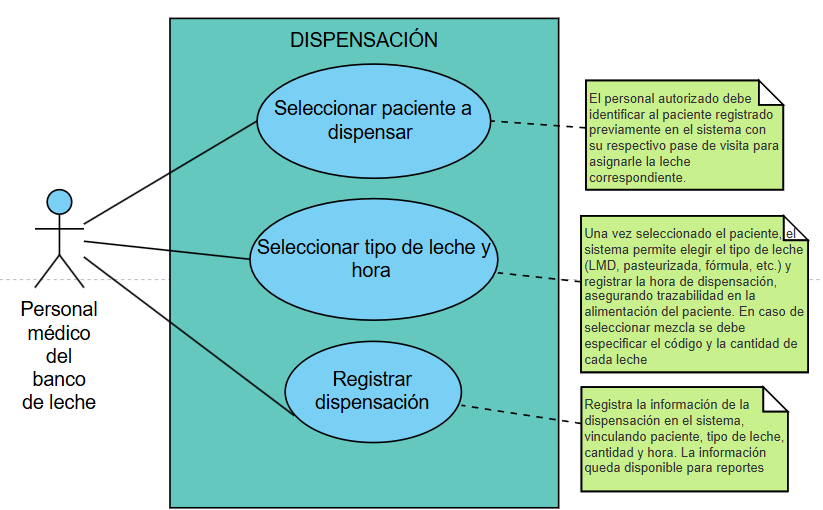 DISPENSACIÓN
Seleccionar paciente a
dispensar
El personal autorizado debe
identificar al paciente registrado
previamente en el sistema con
su respectivo pase de visita para
asignarle la leche
correspondiente.
Seleccionar tipo de leche y
hora
Una vez seleccionado el paciente, el
sistema permite elegir el tipo de leche
(LMD, pasteurizada, fórmula, etc.) y
registrar la hora de dispensación,
asegurando trazabilidad en la
alimentación del paciente. En caso de
seleccionar mezcla se debe
especificar el código y la cantidad de
cada leche
Personal
médico
del
banco
de leche
Registrar
dispensación
Registra la información de la
dispensación en el sistema,
vinculando paciente, tipo de leche,
cantidad y hora. La información
queda disponible para reportes